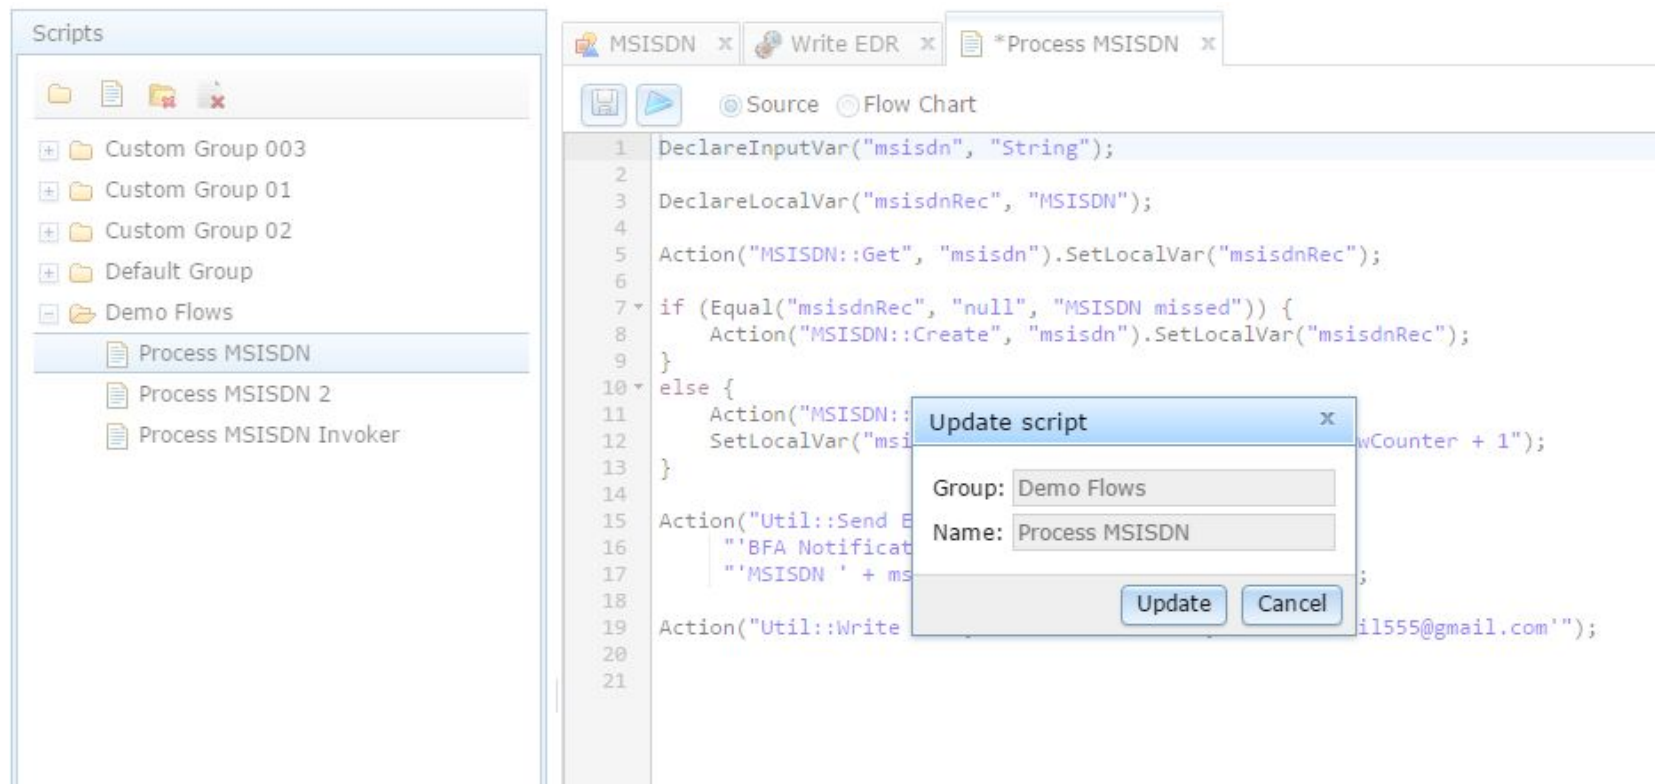 Scripts
Custom Group 003
Custom Group 01
Custom Group 02
Default Group
Demo Flows
Process MSISDN
Process MSISDN 2
Process MSISDN Invoker
MSISDN x Write EDR x *Process MSISDN x
Source Flow Chart
1 DeclareInputVar("msisdn", "String");
2
3 DeclareLocalVar("msisdnRec", "MSISDN");
4
5 Action("MSISDN::Get", "msisdn").SetLocalVar("msisdnRec");
6
7 if (Equal("msisdnRec", "null", "MSISDN missed")) {
8 Action("MSISDN::Create", "msisdn").SetLocalVar("msisdnRec");
9 }
10 else {
11 Action("MSISDN::
12 SetLocalVar("msi wCounter + 1");
13 }
14
15 Action("Util::Send E
16 "'BFA Notificat
17 "'MSISDN ' + ms ;
18
19 Action("Util::Write il555@gmail.com'");
20
21
Update script x
Group: Demo Flows
Name: Process MSISDN
Update Cancel